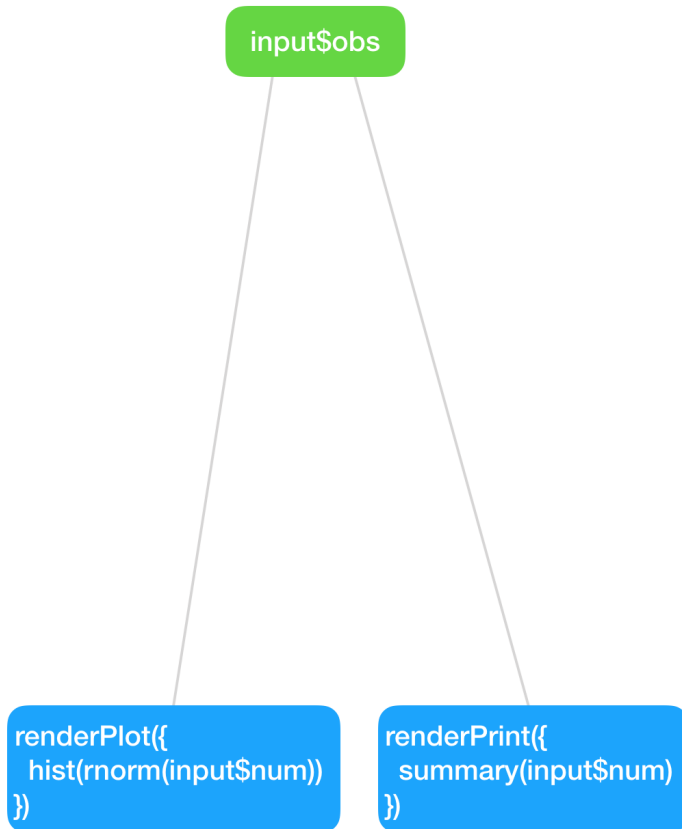 input$obs
renderPlot({
  hist(rnorm(input$num))
})
renderPrint({
  summary(input$num)
})